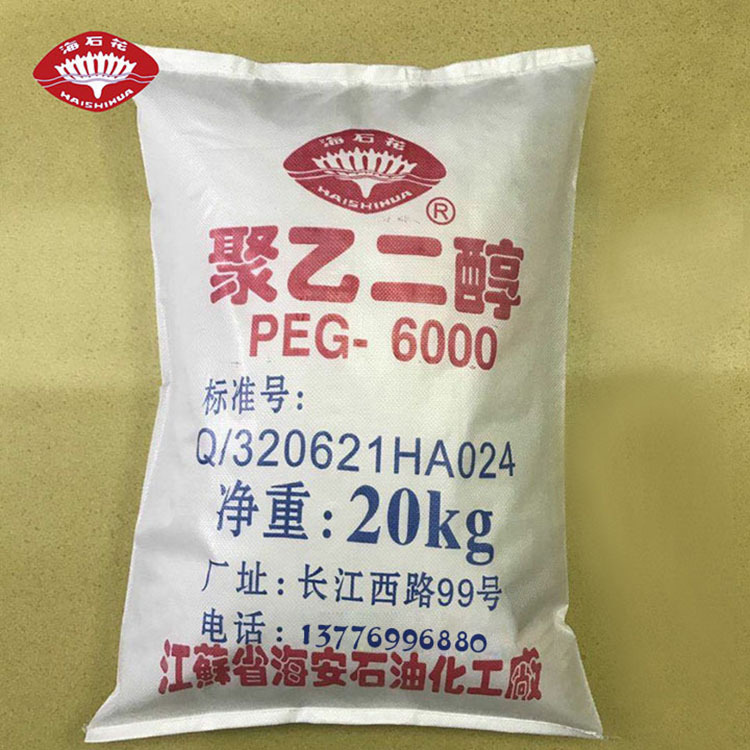 海石花
HAISHIHUA
海石花
HAISHIHUA
®
聚乙二醇
PEG- 6000
标准号:
Q/320621HA024
净重:20kg
厂址:长江西路99号
电话:13776996880
江蘇省海安石油化工廠